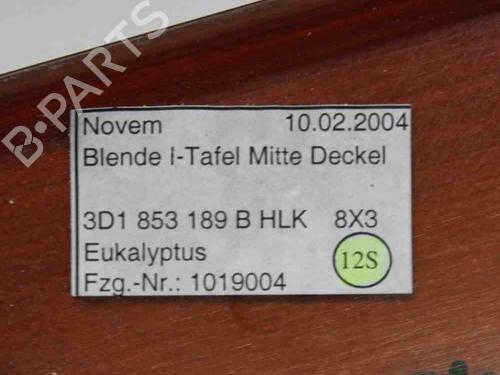 B-PARTS
Novem 10.02.2004
Blende I-Tafel Mitte Deckel
3D1 853 189 B HLK 8X3
Eukalyptus 12S
Fzg.-Nr.: 1019004